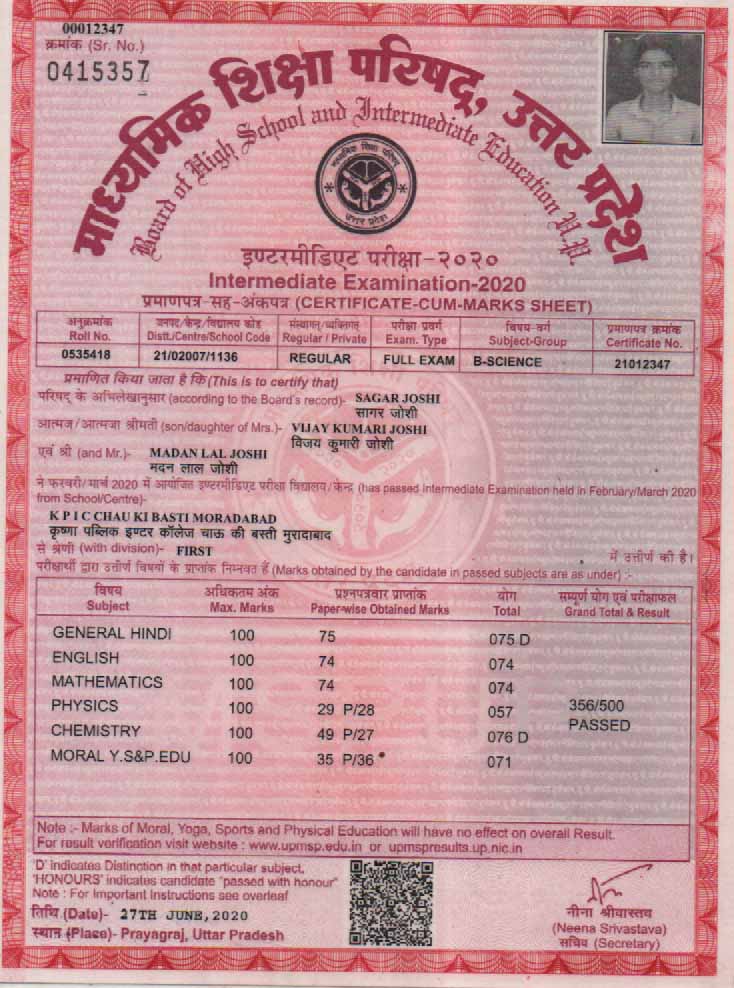 00012347
क्रमांक (Sr. No.)
0415357
माध्यमिक शिक्षा परिषद्, उत्तर प्रदेश
Board of High School and Intermediate Education U.P.
माध्यमिक शिक्षा परिषद
उत्तर प्रदेश
इण्टरमीडिएट परीक्षा-२०२०
Intermediate Examination-2020
प्रमाणपत्र-सह-अंकपत्र (CERTIFICATE-CUM-MARKS SHEET)
अनुक्रमांक जनपद/केन्द्र/विद्यालय कोड संस्थागत/व्यक्तिगत परीक्षा प्रवर्ग विषय-वर्ग प्रमाणपत्र क्रमांक
Roll No. Distt./Centre/School Code Regular / Private Exam. Type Subject-Group Certificate No.
0535418 21/02007/1136 REGULAR FULL EXAM B-SCIENCE 21012347
प्रमाणित किया जाता है कि (This is to certify that)
परिषद् के अभिलेखानुसार (according to the Board's record)- SAGAR JOSHI
सागर जोशी
आत्मज/आत्मजा श्रीमती (son/daughter of Mrs.)- VIJAY KUMARI JOSHI
विजय कुमारी जोशी
एवं श्री (and Mr.)- MADAN LAL JOSHI
मदन लाल जोशी
ने फरवरी/मार्च 2020 में आयोजित इण्टरमीडिएट परीक्षा विद्यालय/केन्द्र (has passed Intermediate Examination held in February/March 2020
from School/Centre)-
K P I C CHAU KI BASTI MORADABAD
कृष्णा पब्लिक इण्टर कॉलेज चाऊ की बस्ती मुरादाबाद
से श्रेणी (with division)- FIRST में उत्तीर्ण की है।
परीक्षार्थी द्वारा उत्तीर्ण विषयों के प्राप्तांक निम्नवत हैं (Marks obtained by the candidate in passed subjects are as under) :-
विषय अधिकतम अंक प्रश्नपत्रवार प्राप्तांक योग सम्पूर्ण योग एवं परीक्षाफल
Subject Max. Marks Paper-wise Obtained Marks Total Grand Total & Result
GENERAL HINDI 100 75 075 D
ENGLISH 100 74 074
MATHEMATICS 100 74 074
PHYSICS 100 29 P/28 057 356/500
CHEMISTRY 100 49 P/27 076 D PASSED
MORAL Y.S&P.EDU 100 35 P/36 071
Note :- Marks of Moral, Yoga, Sports and Physical Education will have no effect on overall Result.
For result verification visit website : www.upmsp.edu.in or upmspresults.up.nic.in
'D' indicates Distinction in that particular subject,
'HONOURS' indicates candidate "passed with honour"
Note : For Important Instructions see overleaf
तिथि (Date)- 27TH JUNE, 2020
स्थान (Place)- Prayagraj, Uttar Pradesh
नीना श्रीवास्तव
(Neena Srivastava)
सचिव (Secretary)